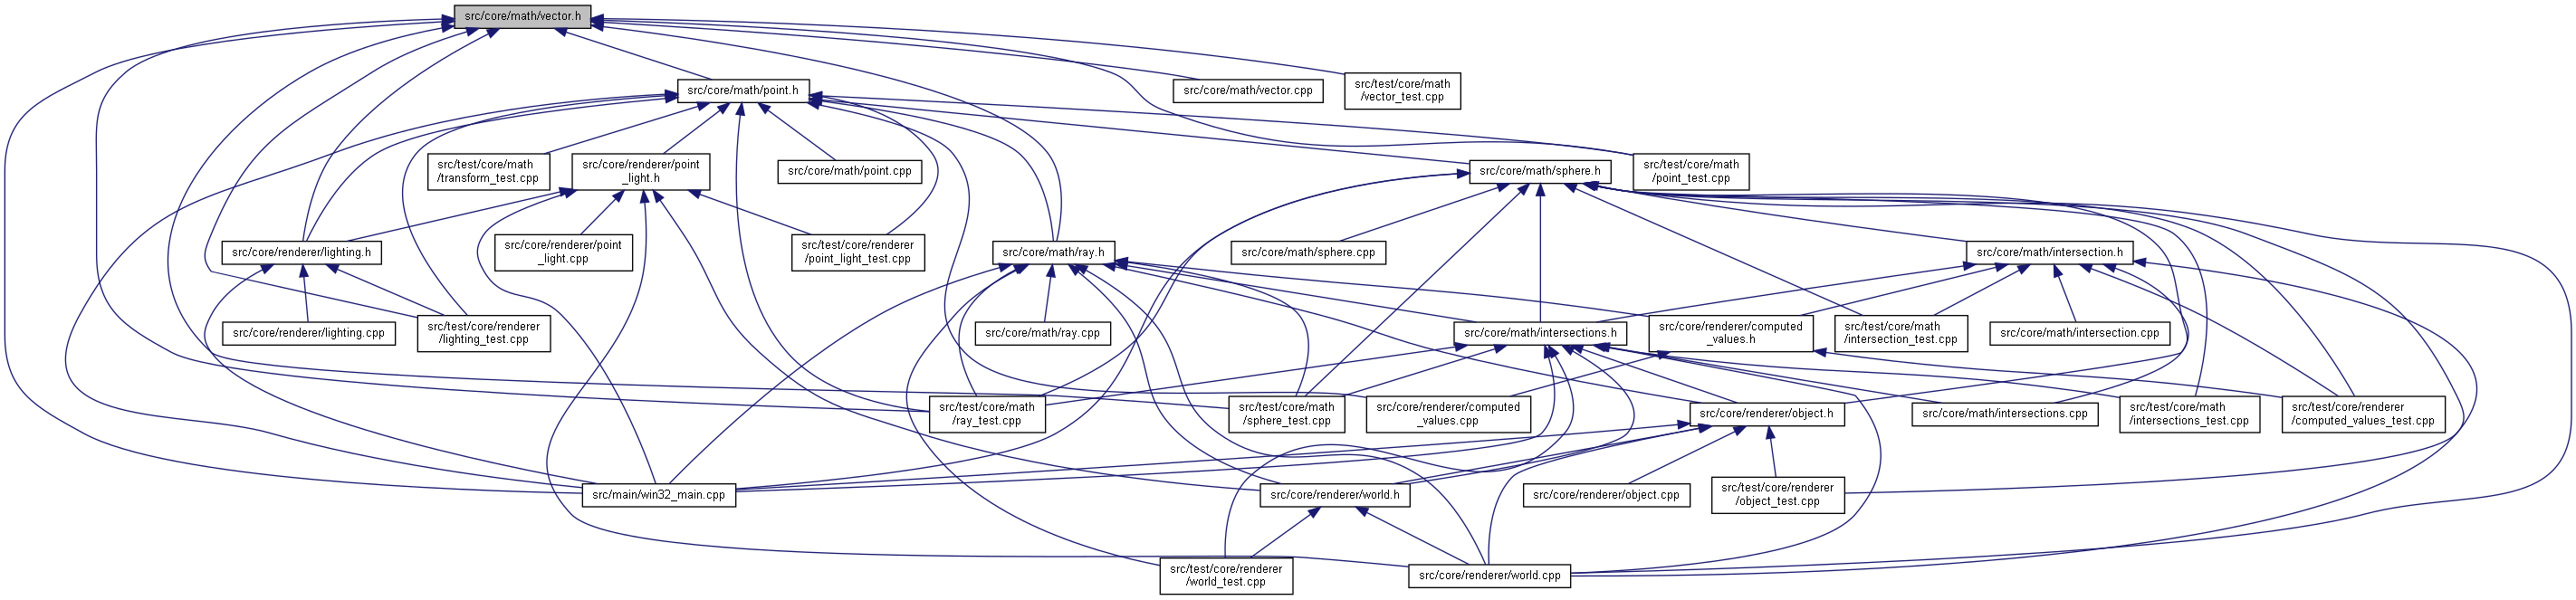 src/core/math/vector.h
src/core/math/point.h
src/core/math/vector.cpp
src/test/core/math
/vector_test.cpp
src/test/core/math
/transform_test.cpp
src/core/renderer/point
_light.h
src/core/math/point.cpp
src/core/math/sphere.h
src/test/core/math
/point_test.cpp
src/core/renderer/lighting.h
src/core/renderer/point
_light.cpp
src/test/core/renderer
/point_light_test.cpp
src/core/math/ray.h
src/core/math/sphere.cpp
src/core/math/intersection.h
src/core/renderer/lighting.cpp
src/test/core/renderer
/lighting_test.cpp
src/core/math/ray.cpp
src/core/math/intersections.h
src/core/renderer/computed
_values.h
src/test/core/math
/intersection_test.cpp
src/core/math/intersection.cpp
src/test/core/math
/ray_test.cpp
src/test/core/math
/sphere_test.cpp
src/core/renderer/computed
_values.cpp
src/core/renderer/object.h
src/core/math/intersections.cpp
src/test/core/math
/intersections_test.cpp
src/test/core/renderer
/computed_values_test.cpp
src/main/win32_main.cpp
src/core/renderer/world.h
src/core/renderer/object.cpp
src/test/core/renderer
/object_test.cpp
src/test/core/renderer
/world_test.cpp
src/core/renderer/world.cpp